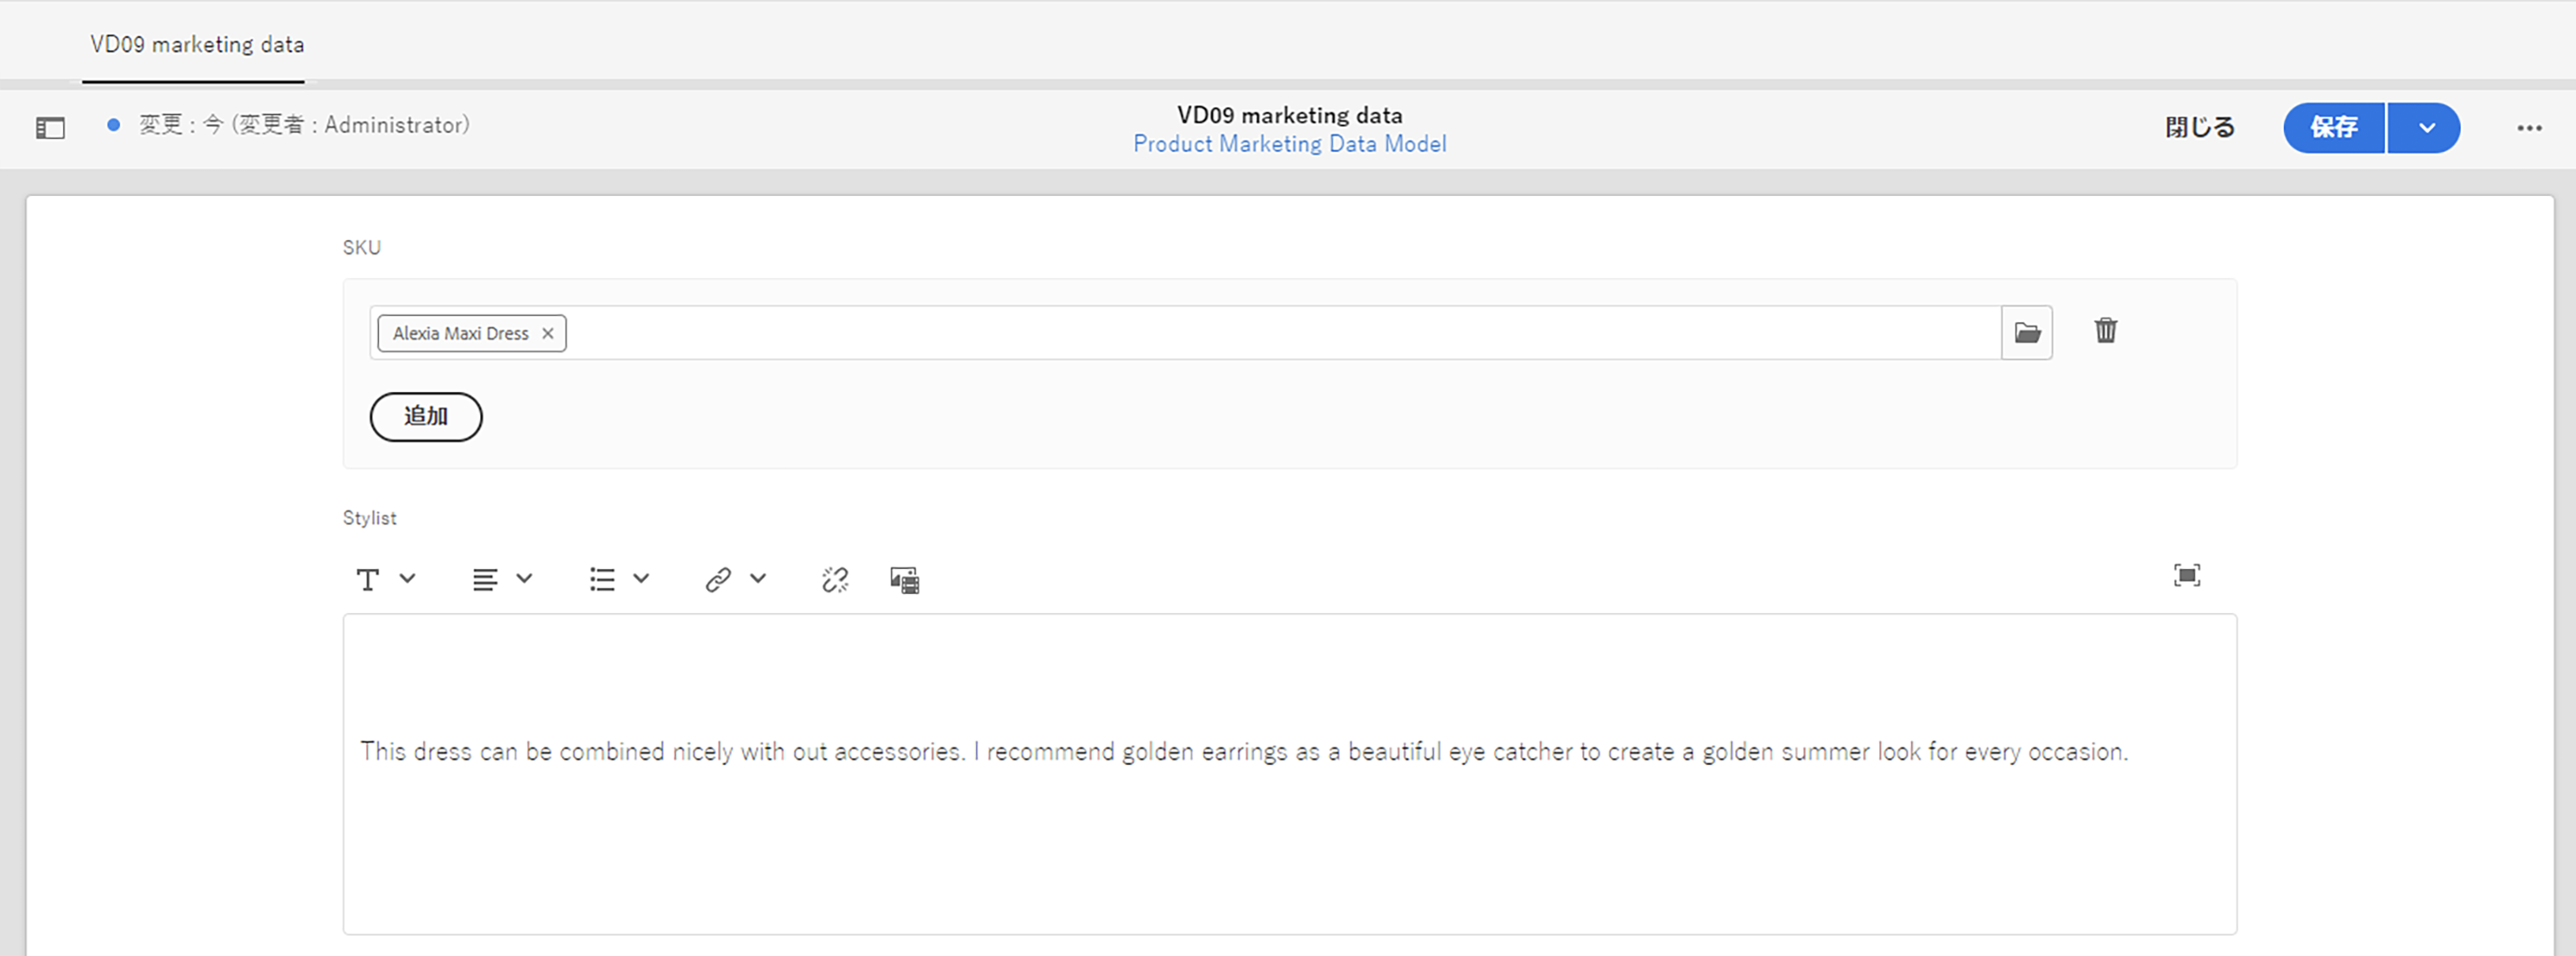 VD09 marketing data
変更 : 今 (変更者 : Administrator)
VD09 marketing data
Product Marketing Data Model
閉じる
保存
SKU
Alexia Maxi Dress
追加
Stylist
This dress can be combined nicely with out accessories. I recommend golden earrings as a beautiful eye catcher to create a golden summer look for every occasion.